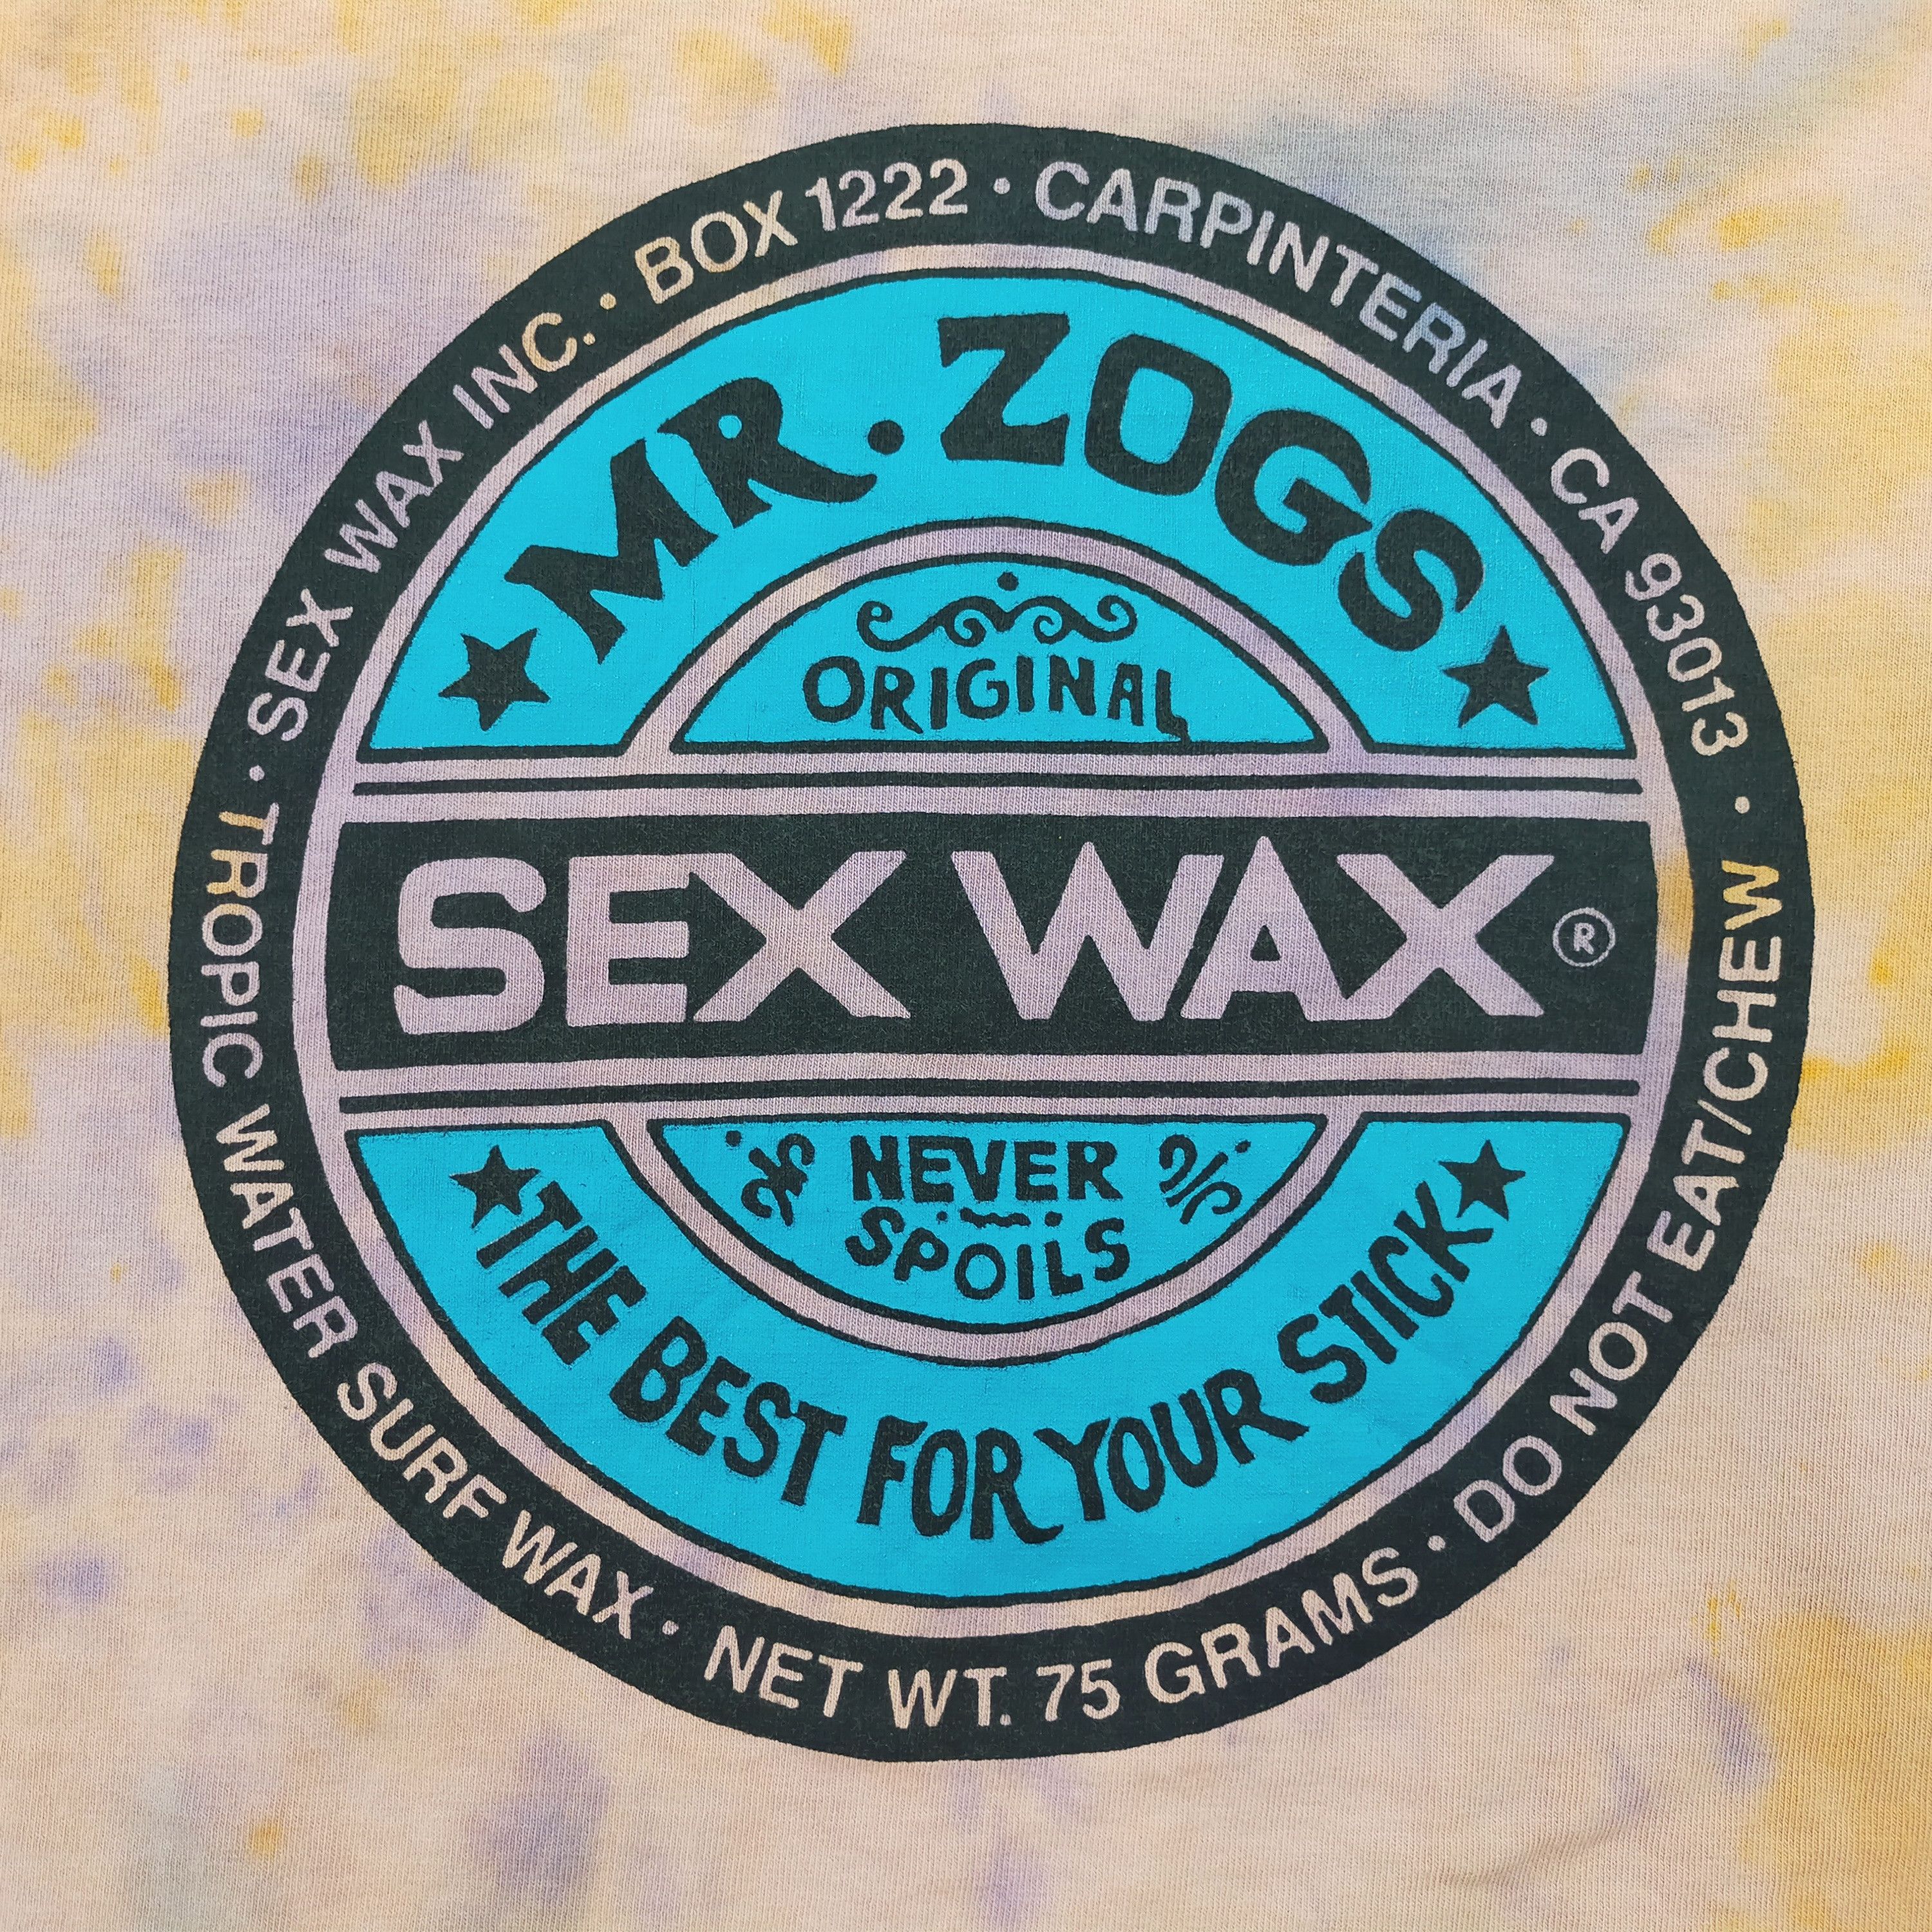 SEX WAX INC. • BOX 1222 • CARPINTERIA • CA 93013 •
MR. ZOGS
ORIGINAL
SEX WAX ®
NEVER
SPOILS
THE BEST FOR YOUR STICK
TROPIC WATER SURF WAX • NET WT. 75 GRAMS • DO NOT EAT/CHEW